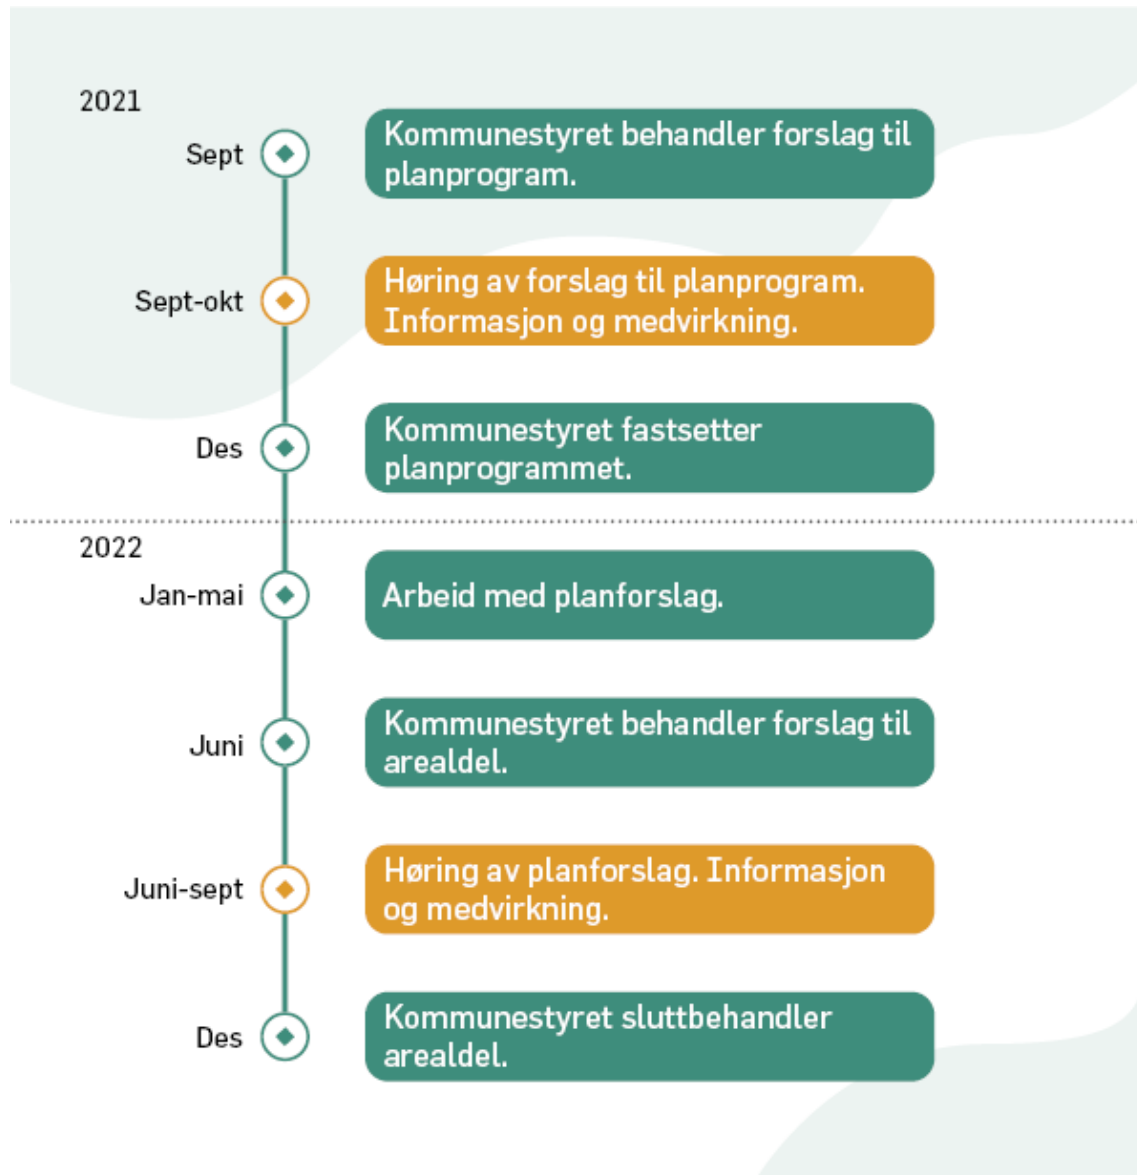 2021
Sept
Kommunestyret behandler forslag til
planprogram.
Sept-okt
Høring av forslag til planprogram.
Informasjon og medvirkning.
Des
Kommunestyret fastsetter
planprogrammet.
2022
Jan-mai
Arbeid med planforslag.
Juni
Kommunestyret behandler forslag til
arealdel.
Juni-sept
Høring av planforslag. Informasjon
og medvirkning.
Des
Kommunestyret sluttbehandler
arealdel.